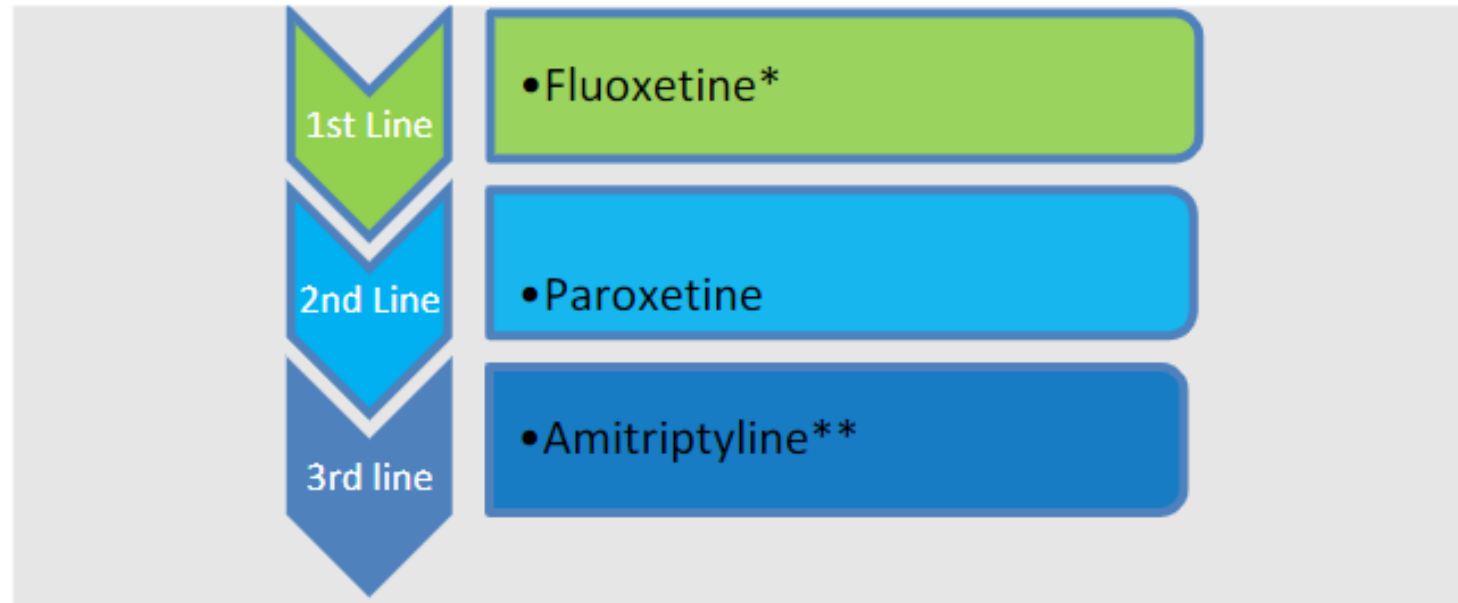 1st Line
•Fluoxetine*
2nd Line
•Paroxetine
3rd line
•Amitriptyline**